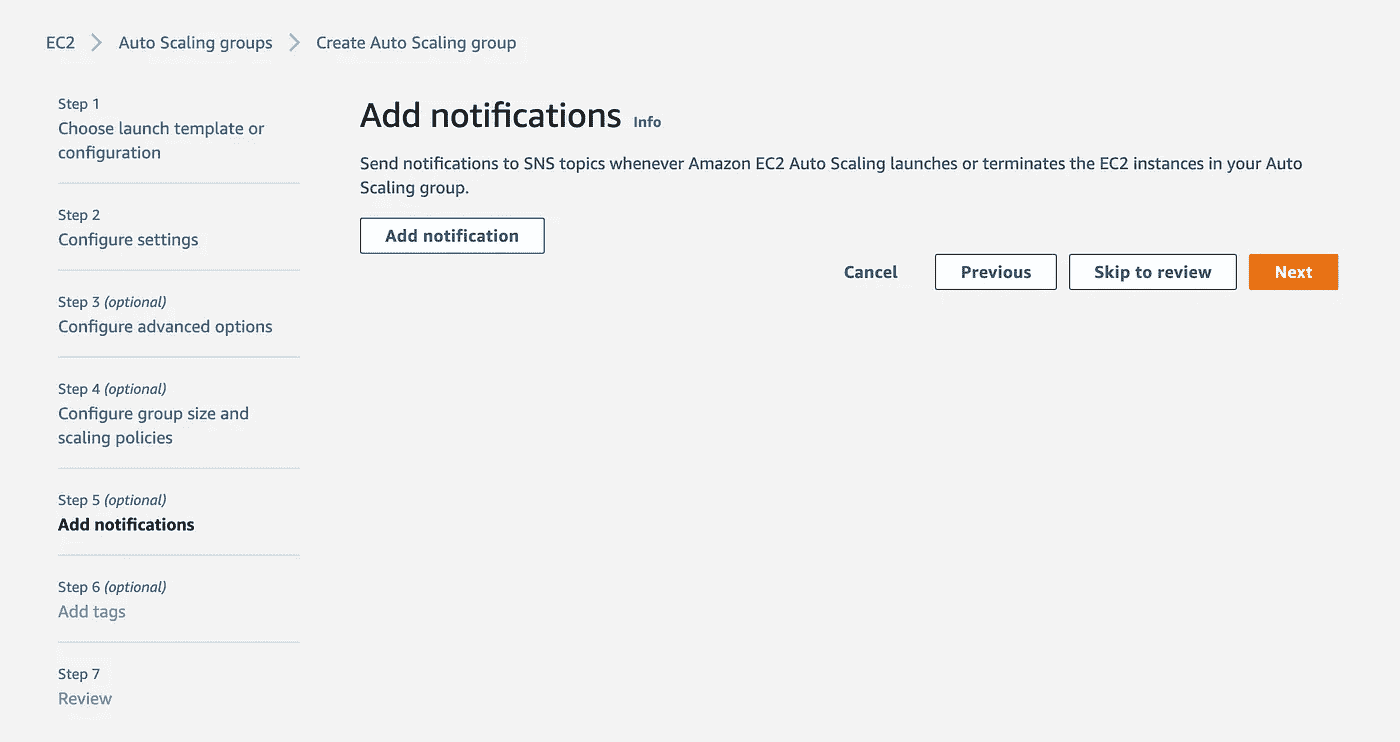 EC2 > Auto Scaling groups > Create Auto Scaling group
Step 1
Choose launch template or
configuration
Step 2
Configure settings
Step 3 (optional)
Configure advanced options
Step 4 (optional)
Configure group size and
scaling policies
Step 5 (optional)
Add notifications
Step 6 (optional)
Add tags
Step 7
Review
Add notifications Info
Send notifications to SNS topics whenever Amazon EC2 Auto Scaling launches or terminates the EC2 instances in your Auto
Scaling group.
Add notification
Cancel Previous Skip to review Next